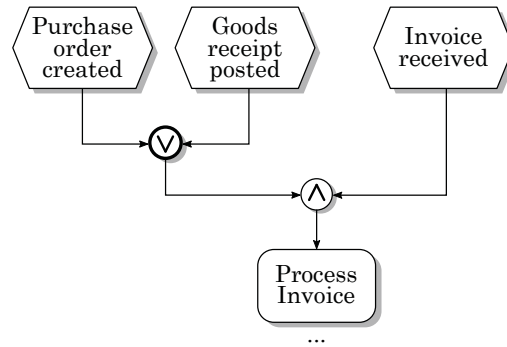 Purchase
order
created
Goods
receipt
posted
Invoice
received
V
∧
Process
Invoice
...